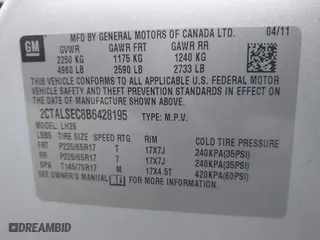 GM
MFD BY GENERAL MOTORS OF CANADA LTD. 04/11
GVWR GAWR FRT GAWR RR
2250 KG 1175 KG 1240 KG
4960 LB 2590 LB 2733 LB
THIS VEHICLE CONFORMS TO ALL APPLICABLE U.S. FEDERAL MOTOR
VEHICLE SAFETY AND THEFT PREVENTION STANDARDS IN EFFECT
ON THE DATE OF MANUFACTURE SHOWN ABOVE.
2CTALSEC8B6428195 TYPE: M.P.V.
MODEL: LH26
TIRE SIZE SPEED RTG RIM COLD TIRE PRESSURE
FRT P225/65R17 T 17X7J 240KPA(35PSI)
RR P225/65R17 T 17X7J 240KPA(35PSI)
SPA T145/70R17 M 17X4.5T 420KPA(60PSI)
SEE OWNER'S MANUAL FOR ADDITIONAL INFORMATION